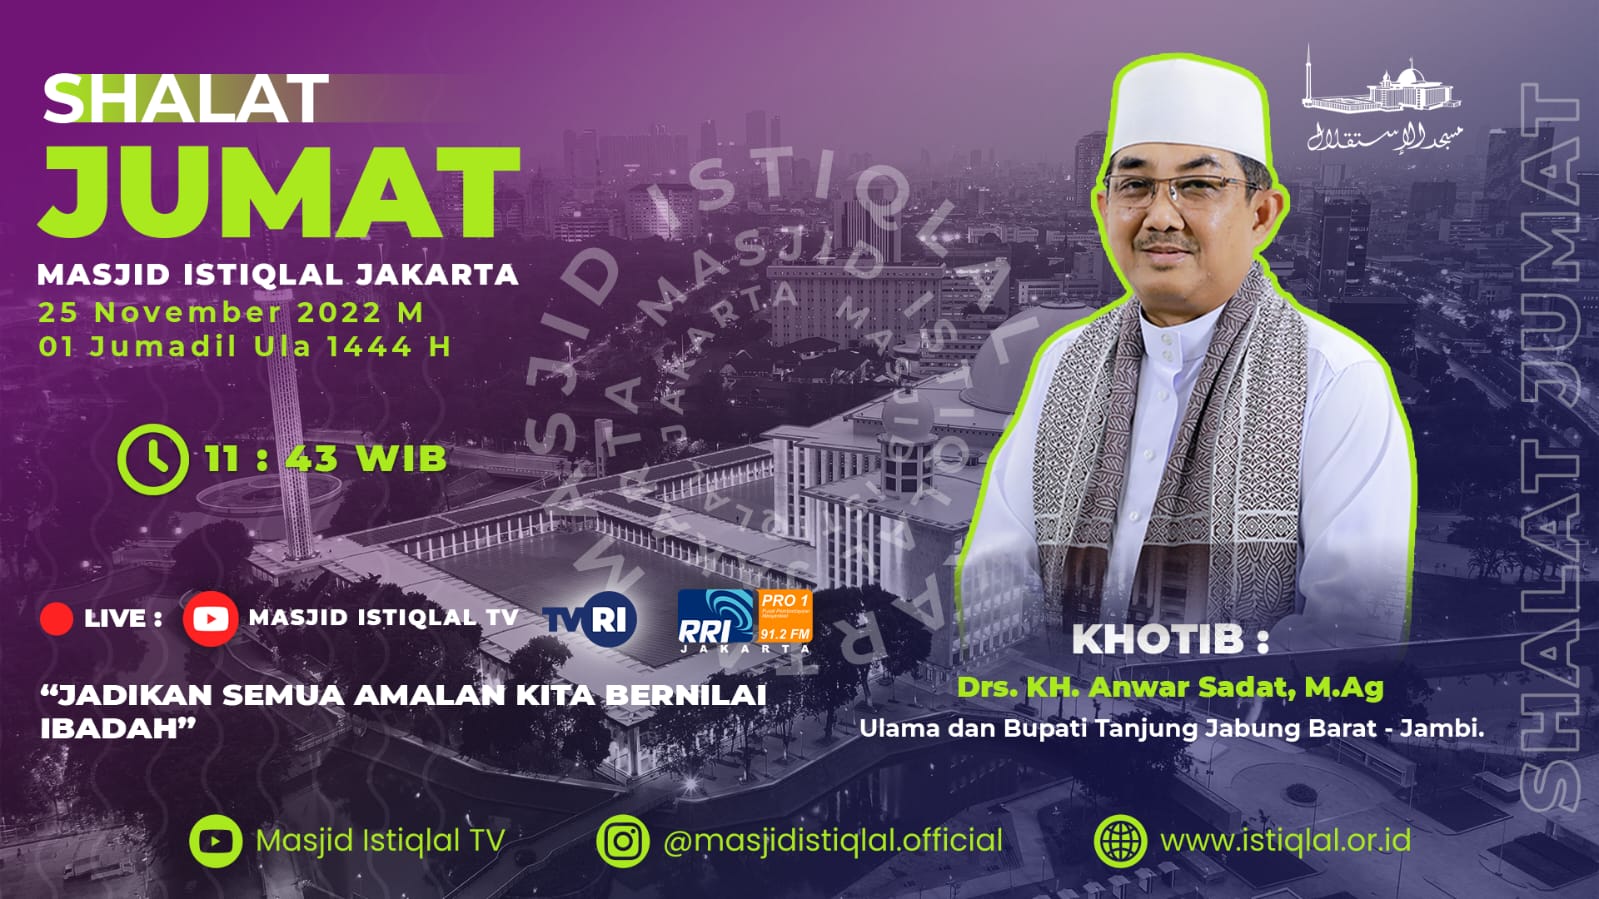 SHALAT
JUMAT
MASJID ISTIQLAL JAKARTA
25 November 2022 M
01 Jumadil Ula 1444 H
11 : 43 WIB
LIVE :
MASJID ISTIQLAL TV
TVRI
RRI
JAKARTA
PRO 1
91.2 FM
“JADIKAN SEMUA AMALAN KITA BERNILAI
IBADAH”
مسجد الإستقلال
KHOTIB :
Drs. KH. Anwar Sadat, M.Ag
Ulama dan Bupati Tanjung Jabung Barat - Jambi.
SHALAT JUMAT
MASJID ISTIQLAL JAKARTA
Masjid Istiqlal TV
@masjidistiqlal.official
www.istiqlal.or.id